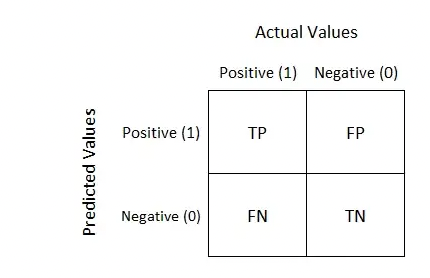 Actual Values
Positive (1) Negative (0)
Predicted Values
Positive (1) TP FP
Negative (0) FN TN